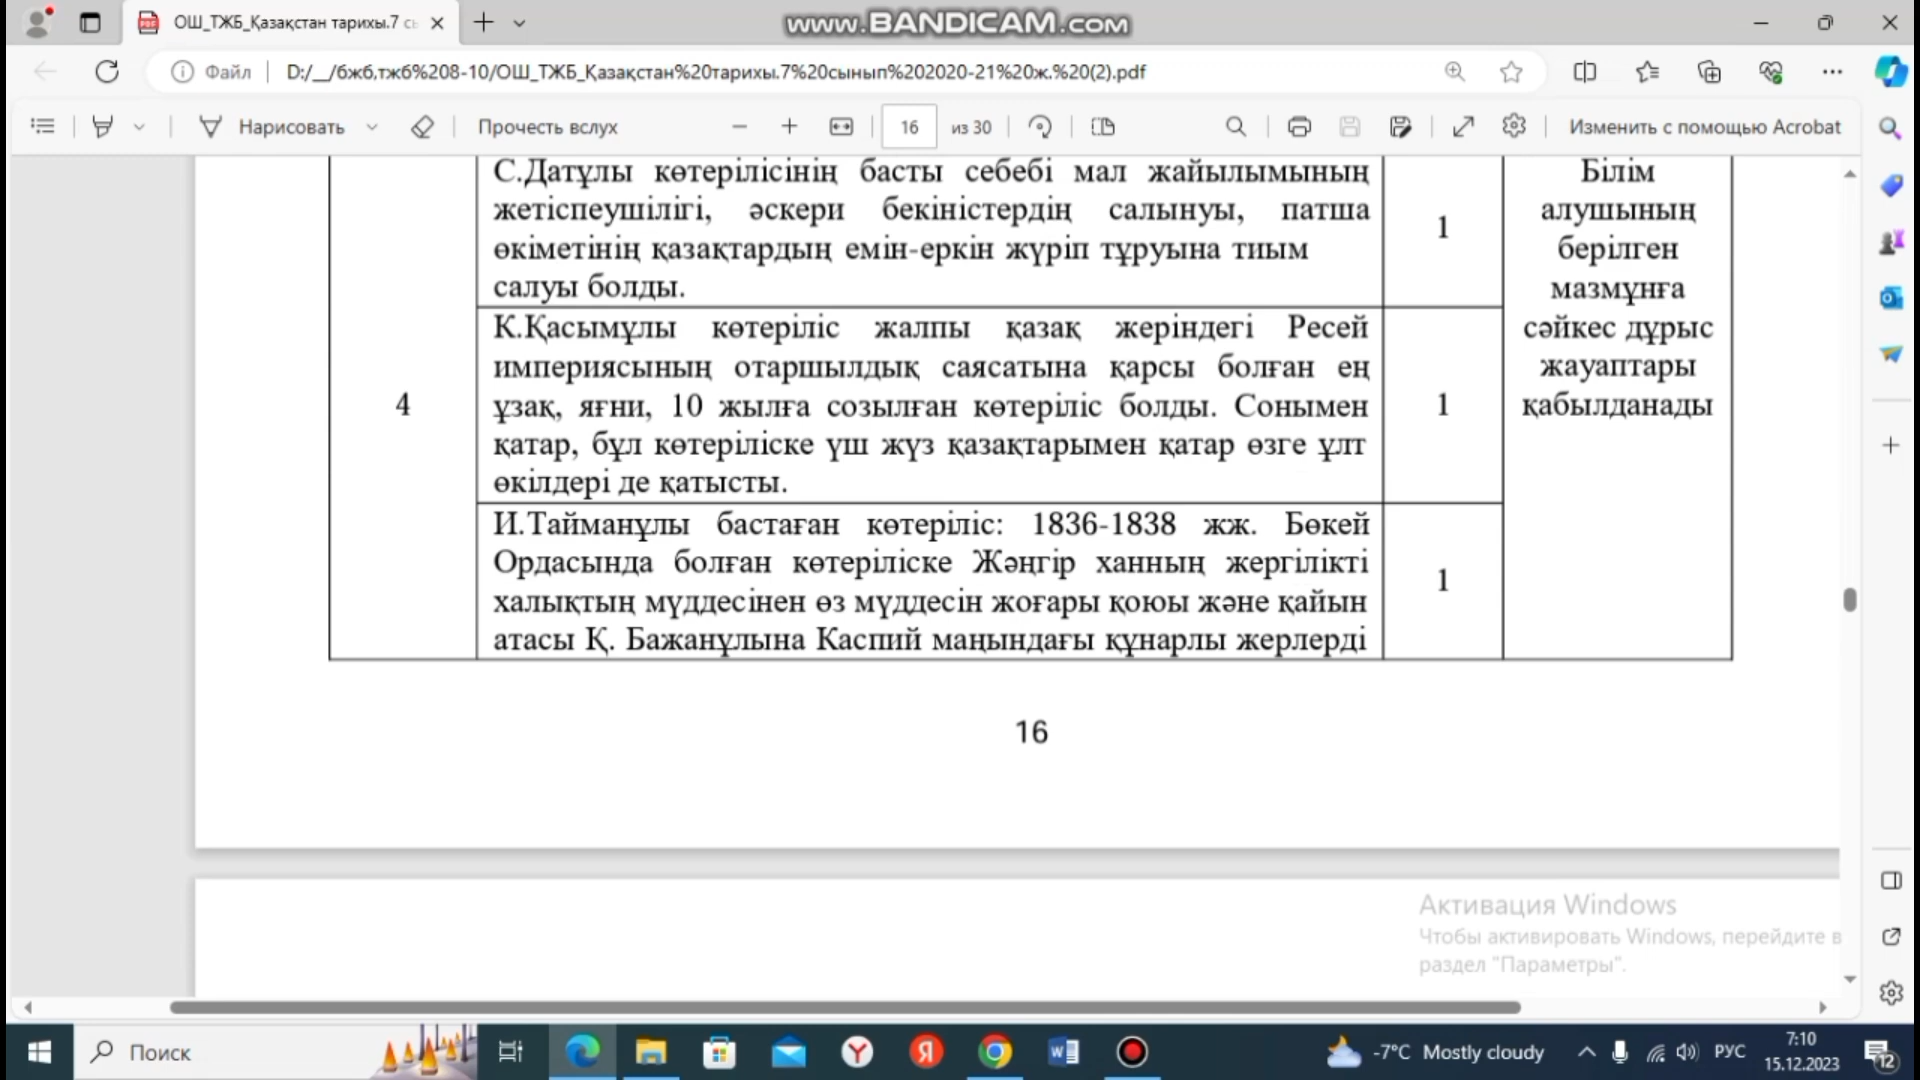 ОШ_ТЖБ_Қазақстан тарихы.7 сы
www.BANDICAM.com
Файл
D:/__/бжб,тжб%208-10/ОШ_ТЖБ_Қазақстан%20тарихы.7%20сынып%202020-21%20ж.%20(2).pdf
Нарисовать
Прочесть вслух
16
из 30
Изменить с помощью Acrobat
С.Датұлы көтерілісінің басты себебі мал жайылымының
жетіспеушілігі, әскери бекіністердің салынуы, патша
өкіметінің қазақтардың емін-еркін жүріп тұруына тиым
салуы болды.
1
Білім
алушының
берілген
мазмұнға
сәйкес дұрыс
жауаптары
қабылданады
4
К.Қасымұлы көтеріліс жалпы қазақ жеріндегі Ресей
империясының отаршылдық саясатына қарсы болған ең
ұзақ, яғни, 10 жылға созылған көтеріліс болды. Сонымен
қатар, бұл көтеріліске үш жүз қазақтарымен қатар өзге ұлт
өкілдері де қатысты.
1
И.Тайманұлы бастаған көтеріліс: 1836-1838 жж. Бөкей
Ордасында болған көтеріліске Жәңгір ханның жергілікті
халықтың мүддесінен өз мүддесін жоғары қоюы және қайын
атасы Қ. Бажанұлына Каспий маңындағы құнарлы жерлерді
1
16
Активация Windows
Чтобы активировать Windows, перейдите в
раздел "Параметры".
Поиск
-7°C Mostly cloudy
РУС
7:10
15.12.2023
12